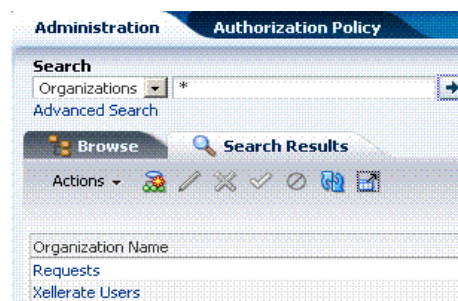 Administration Authorization Policy
Search
Organizations *
Advanced Search
Browse Search Results
Actions
Organization Name
Requests
Xellerate Users